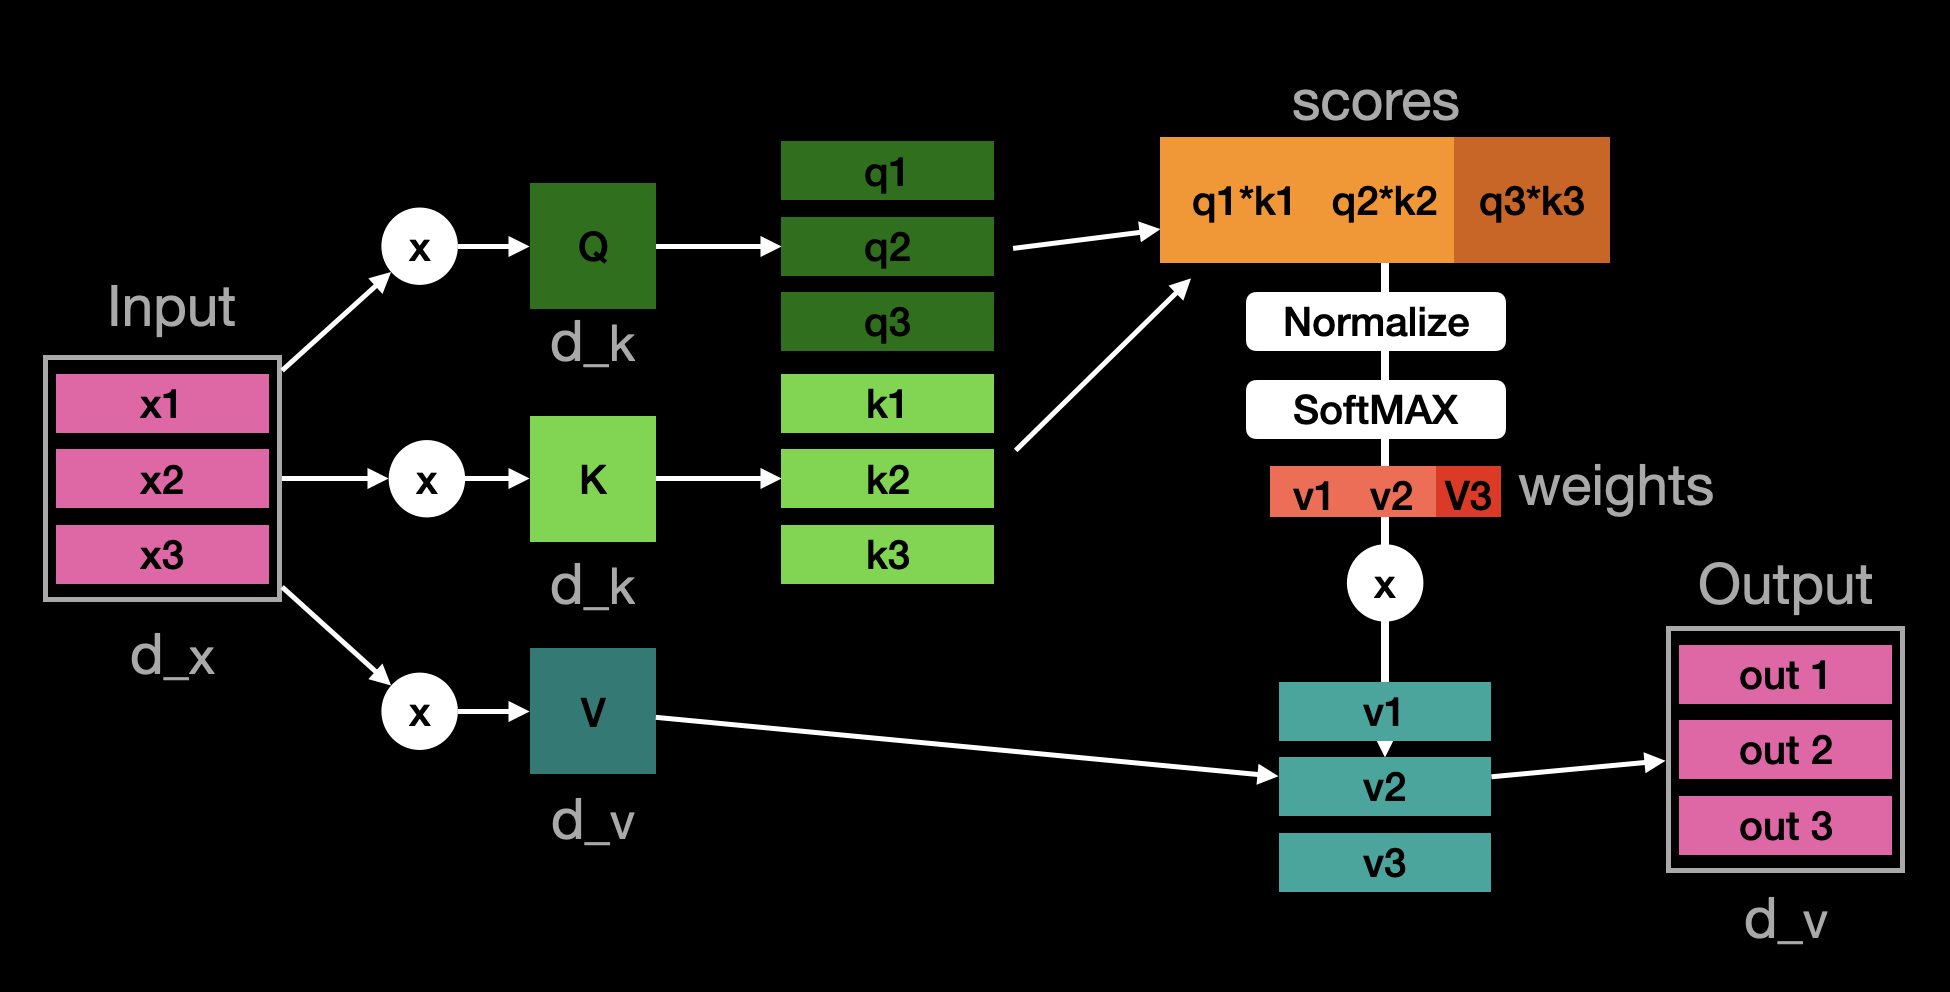 Input
x1
x2
x3
d_x
x
x
x
Q
d_k
K
d_k
V
d_v
q1
q2
q3
k1
k2
k3
scores
q1*k1 q2*k2 q3*k3
Normalize
SoftMAX
v1 v2 V3 weights
x
v1
v2
v3
Output
out 1
out 2
out 3
d_v